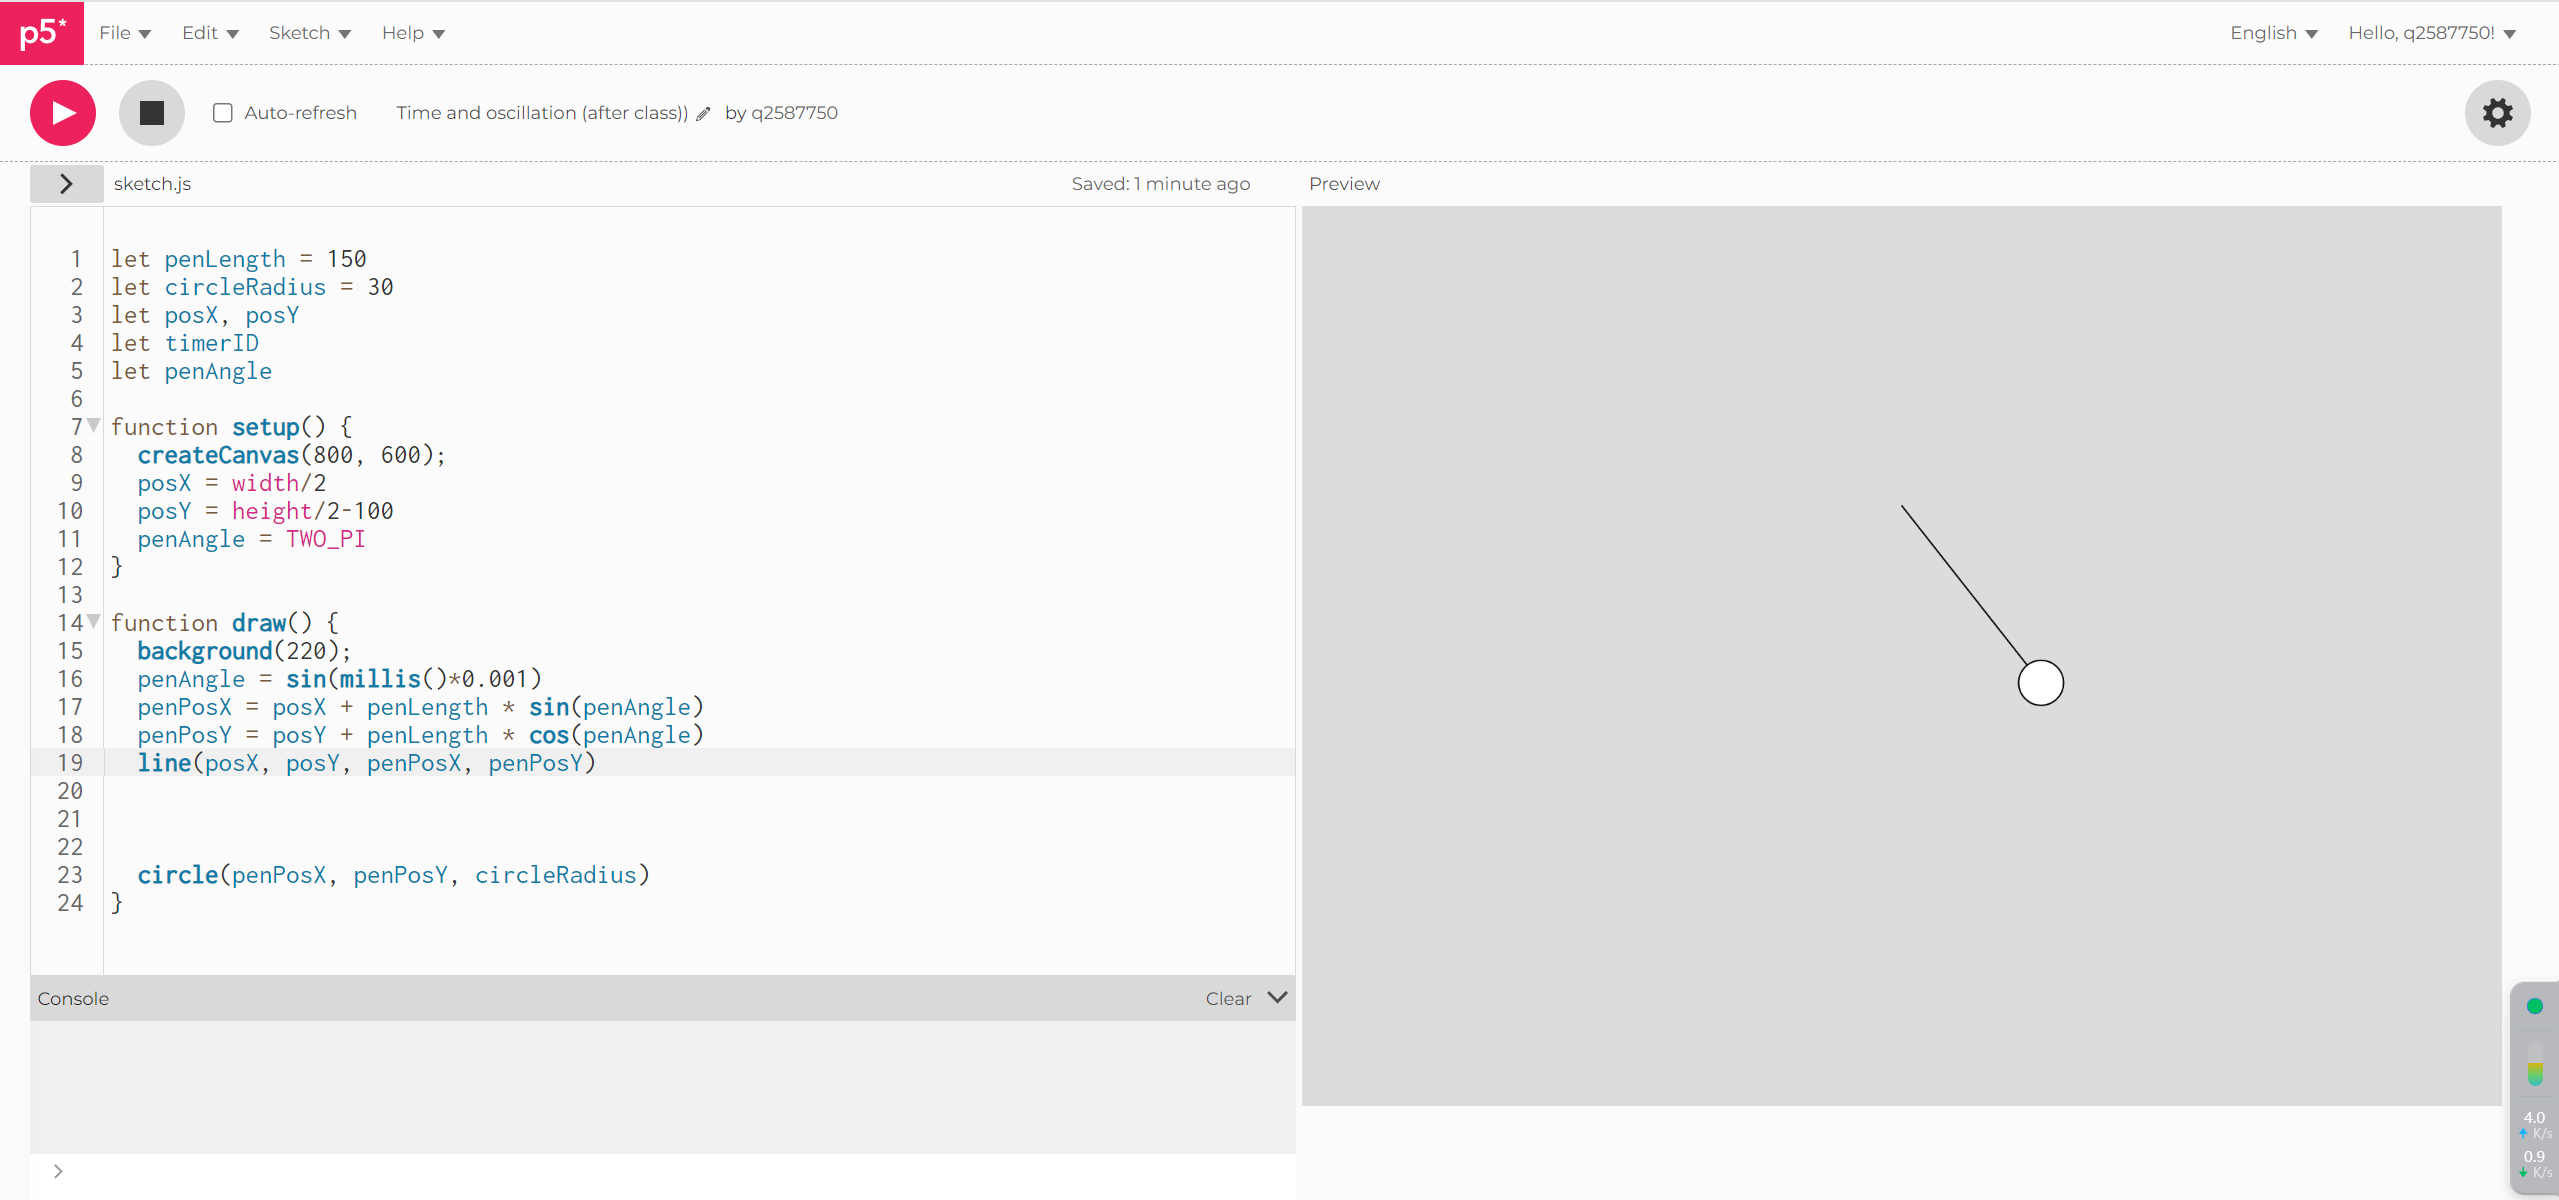 p5* File Edit Sketch Help English Hello, q2587750!
Auto-refresh Time and oscillation (after class)) by q2587750
sketch.js Saved: 1 minute ago Preview
1 let penLength = 150
2 let circleRadius = 30
3 let posX, posY
4 let timerID
5 let penAngle
6
7 function setup() {
8 createCanvas(800, 600);
9 posX = width/2
10 posY = height/2-100
11 penAngle = TWO_PI
12 }
13
14 function draw() {
15 background(220);
16 penAngle = sin(millis()*0.001)
17 penPosX = posX + penLength * sin(penAngle)
18 penPosY = posY + penLength * cos(penAngle)
19 line(posX, posY, penPosX, penPosY)
20
21
22
23 circle(penPosX, penPosY, circleRadius)
24 }
Console Clear
>
4.0
K/s
0.9
K/s